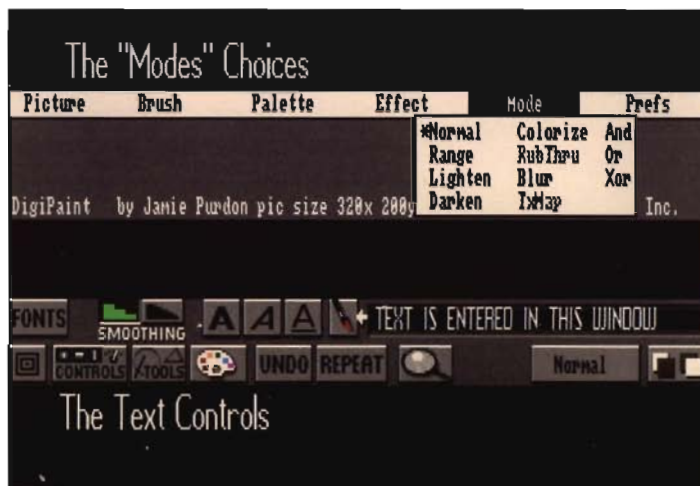 The "Modes" Choices
Picture Brush Palette Effect Mode Prefs
*Normal Colorize And
Range RubThru Or
Lighten Blur Xor
Darken TxMap
DigiPaint by Jamie Purdon pic size 320x 200y Inc.
FONTS SMOOTHING A A A TEXT IS ENTERED IN THIS WINDOW
CONTROLS TOOLS UNDO REPEAT Normal
The Text Controls